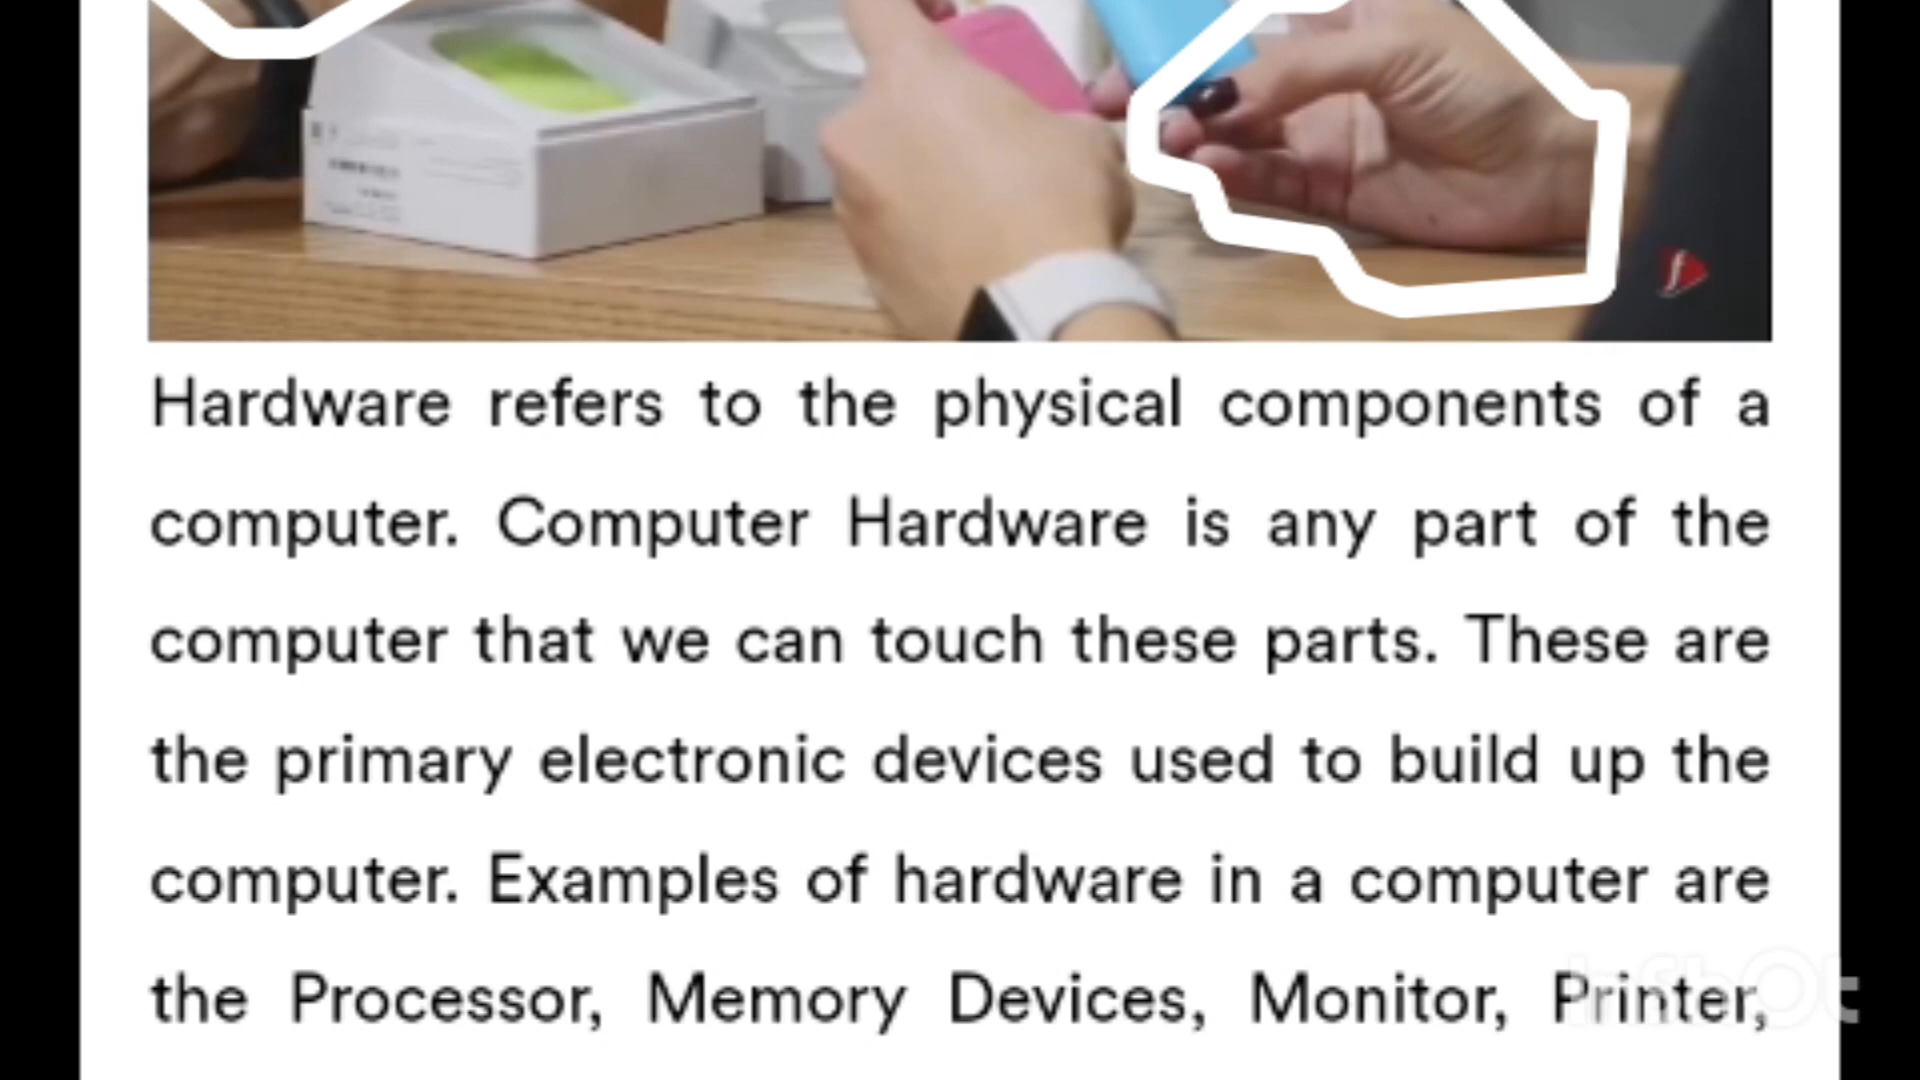 Hardware refers to the physical components of a
computer. Computer Hardware is any part of the
computer that we can touch these parts. These are
the primary electronic devices used to build up the
computer. Examples of hardware in a computer are
the Processor, Memory Devices, Monitor, Printer,
InShOt